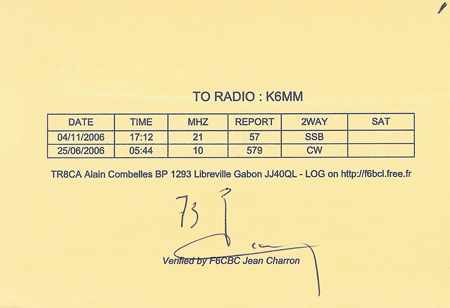 TO RADIO : K6MM
DATE TIME MHZ REPORT 2WAY SAT
04/11/2006 17:12 21 57 SSB
25/06/2006 05:44 10 579 CW
TR8CA Alain Combelles BP 1293 Libreville Gabon JJ40QL - LOG on http://f6bcl.free.fr
73
Verified by F6CBC Jean Charron